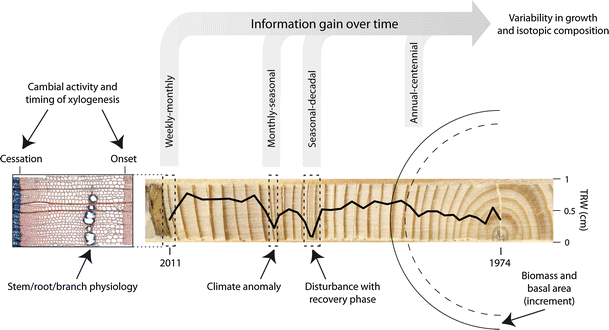 Information gain over time
Variability in growth
and isotopic composition
Cambial activity and
timing of xylogenesis
Weekly-monthly
Monthly-seasonal
Seasonal-decadal
Annual-centennial
Cessation
Onset
1
0.5
0
TRW (cm)
2011
1974
Stem/root/branch physiology
Climate anomaly
Disturbance with
recovery phase
Biomass and
basal area
(increment)